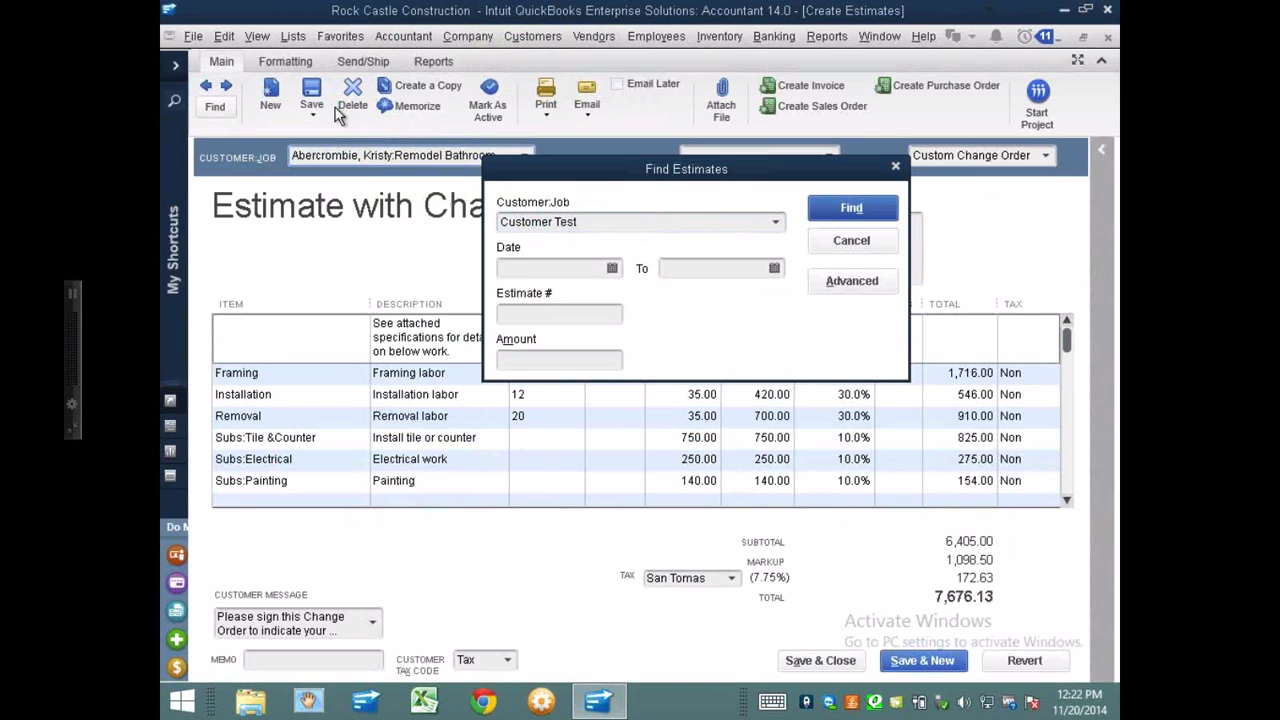 Rock Castle Construction - Intuit QuickBooks Enterprise Solutions: Accountant 14.0 - [Create Estimates]
File Edit View Lists Favorites Accountant Company Customers Vendors Employees Inventory Banking Reports Window Help 11
Main Formatting Send/Ship Reports
Find New Save Delete Create a Copy Memorize Mark As Active Print Email Email Later Attach File Create Invoice Create Sales Order Create Purchase Order Start Project
My Shortcuts
Do M
CUSTOMER:JOB Abercrombie, Kristy:Remodel Bathroom Custom Change Order
Estimate with Cha
Find Estimates
Customer:Job
Customer Test
Date
To
Estimate #
Amount
Find
Cancel
Advanced
ITEM DESCRIPTION TOTAL TAX
See attached
specifications for deta
on below work.
Framing Framing labor 1,716.00 Non
Installation Installation labor 12 35.00 420.00 30.0% 546.00 Non
Removal Removal labor 20 35.00 700.00 30.0% 910.00 Non
Subs:Tile &Counter Install tile or counter 750.00 750.00 10.0% 825.00 Non
Subs:Electrical Electrical work 250.00 250.00 10.0% 275.00 Non
Subs:Painting Painting 140.00 140.00 10.0% 154.00 Non
SUBTOTAL 6,405.00
MARKUP 1,098.50
TAX San Tomas (7.75%) 172.63
TOTAL 7,676.13
CUSTOMER MESSAGE
Please sign this Change
Order to indicate your ...
Activate Windows
Go to PC settings to activate Windows.
MEMO CUSTOMER TAX CODE Tax Save & Close Save & New Revert
12:22 PM
11/20/2014